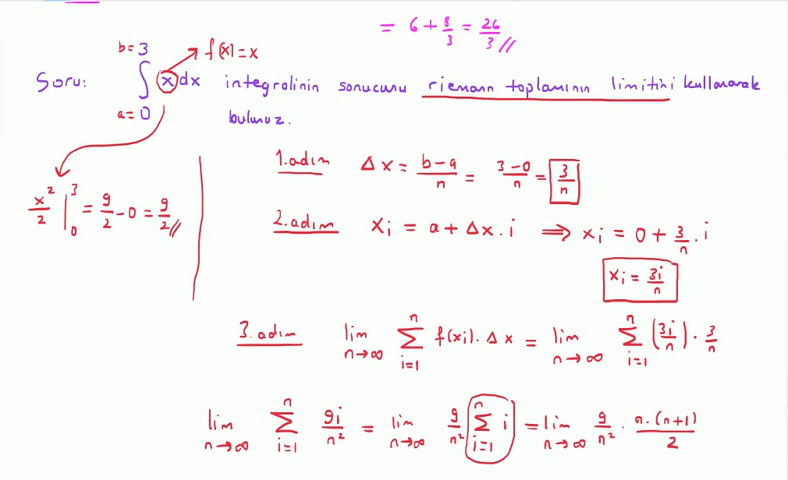 = 6 + 8/3 = 26/3 //
b = 3
f(x) = x
Soru: ∫ x dx integralinin sonucunu riemann toplamının limitini kullanarak
a = 0
bulunuz.
1.adım Δx = b-a/n = 3-0/n = 3/n
x²/2 |₀³ = 9/2 - 0 = 9/2 //
2.adım xᵢ = a + Δx . i ⇒ xᵢ = 0 + 3/n . i
xᵢ = 3i/n
3.adım lim n→∞ ∑ i=1 n f(xᵢ) . Δx = lim n→∞ ∑ i=1 n (3i/n) . 3/n
lim n→∞ ∑ i=1 n 9i/n² = lim n→∞ 9/n² ∑ i=1 n i = lim n→∞ 9/n² . n.(n+1)/2